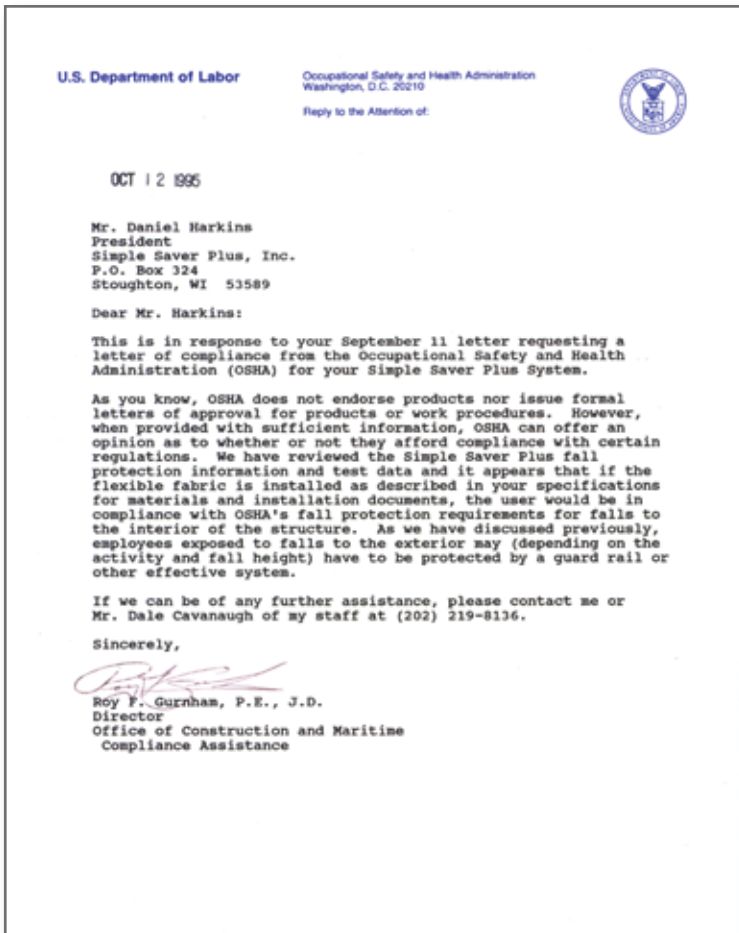 U.S. Department of Labor
Occupational Safety and Health Administration
Washington, D.C. 20210
Reply to the Attention of:
OCT 12 1995
Mr. Daniel Harkins
President
Simple Saver Plus, Inc.
P.O. Box 324
Stoughton, WI 53589
Dear Mr. Harkins:
This is in response to your September 11 letter requesting a
letter of compliance from the Occupational Safety and Health
Administration (OSHA) for your Simple Saver Plus System.
As you know, OSHA does not endorse products nor issue formal
letters of approval for products or work procedures. However,
when provided with sufficient information, OSHA can offer an
opinion as to whether or not they afford compliance with certain
regulations. We have reviewed the Simple Saver Plus fall
protection information and test data and it appears that if the
flexible fabric is installed as described in your specifications
for materials and installation documents, the user would be in
compliance with OSHA's fall protection requirements for falls to
the interior of the structure. As we have discussed previously,
employees exposed to falls to the exterior may (depending on the
activity and fall height) have to be protected by a guard rail or
other effective system.
If we can be of any further assistance, please contact me or
Mr. Dale Cavanaugh of my staff at (202) 219-8136.
Sincerely,
Roy F. Gurnham, P.E., J.D.
Director
Office of Construction and Maritime
Compliance Assistance